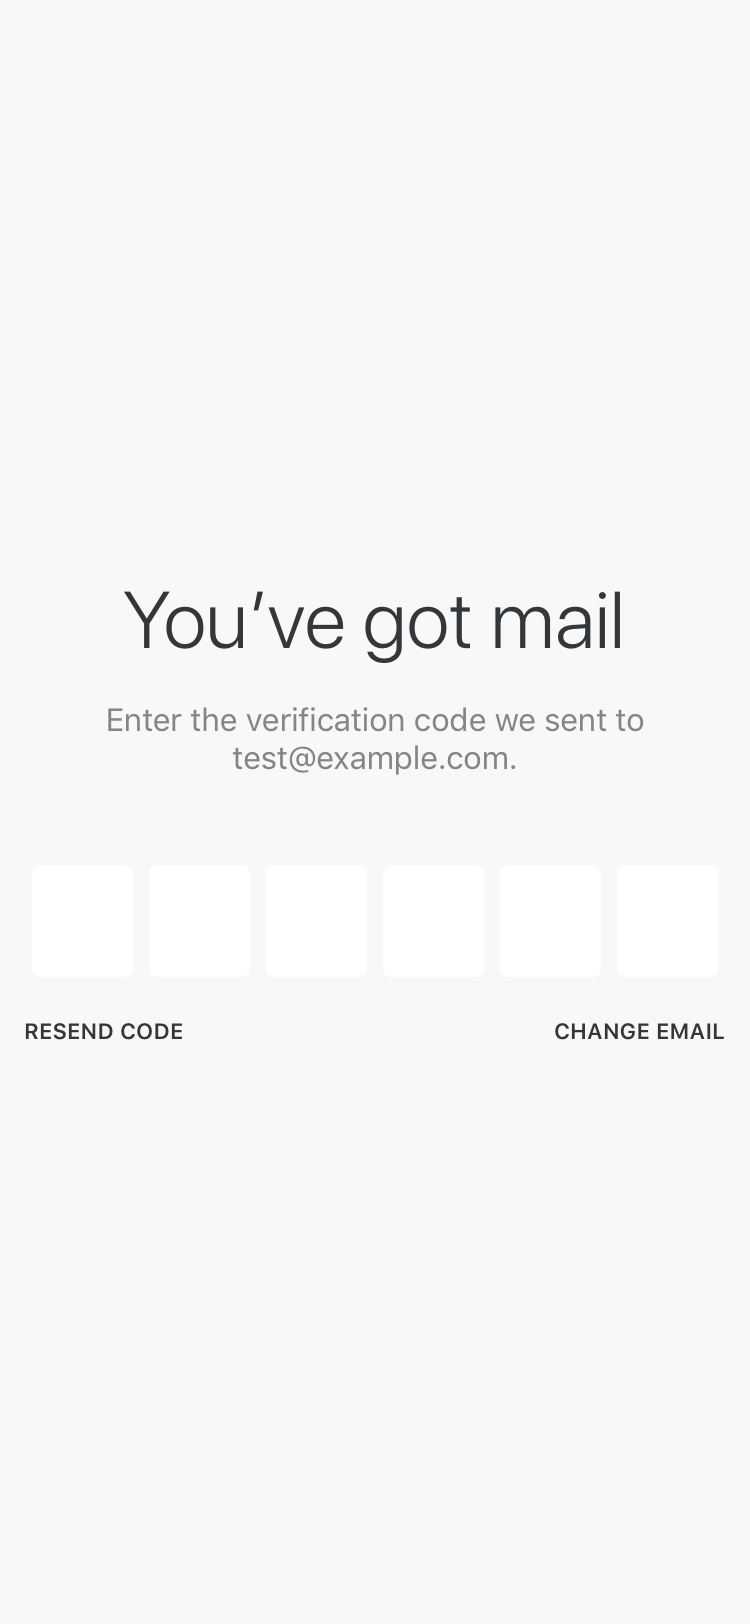 You’ve got mail
Enter the verification code we sent to
test@example.com.
RESEND CODE
CHANGE EMAIL